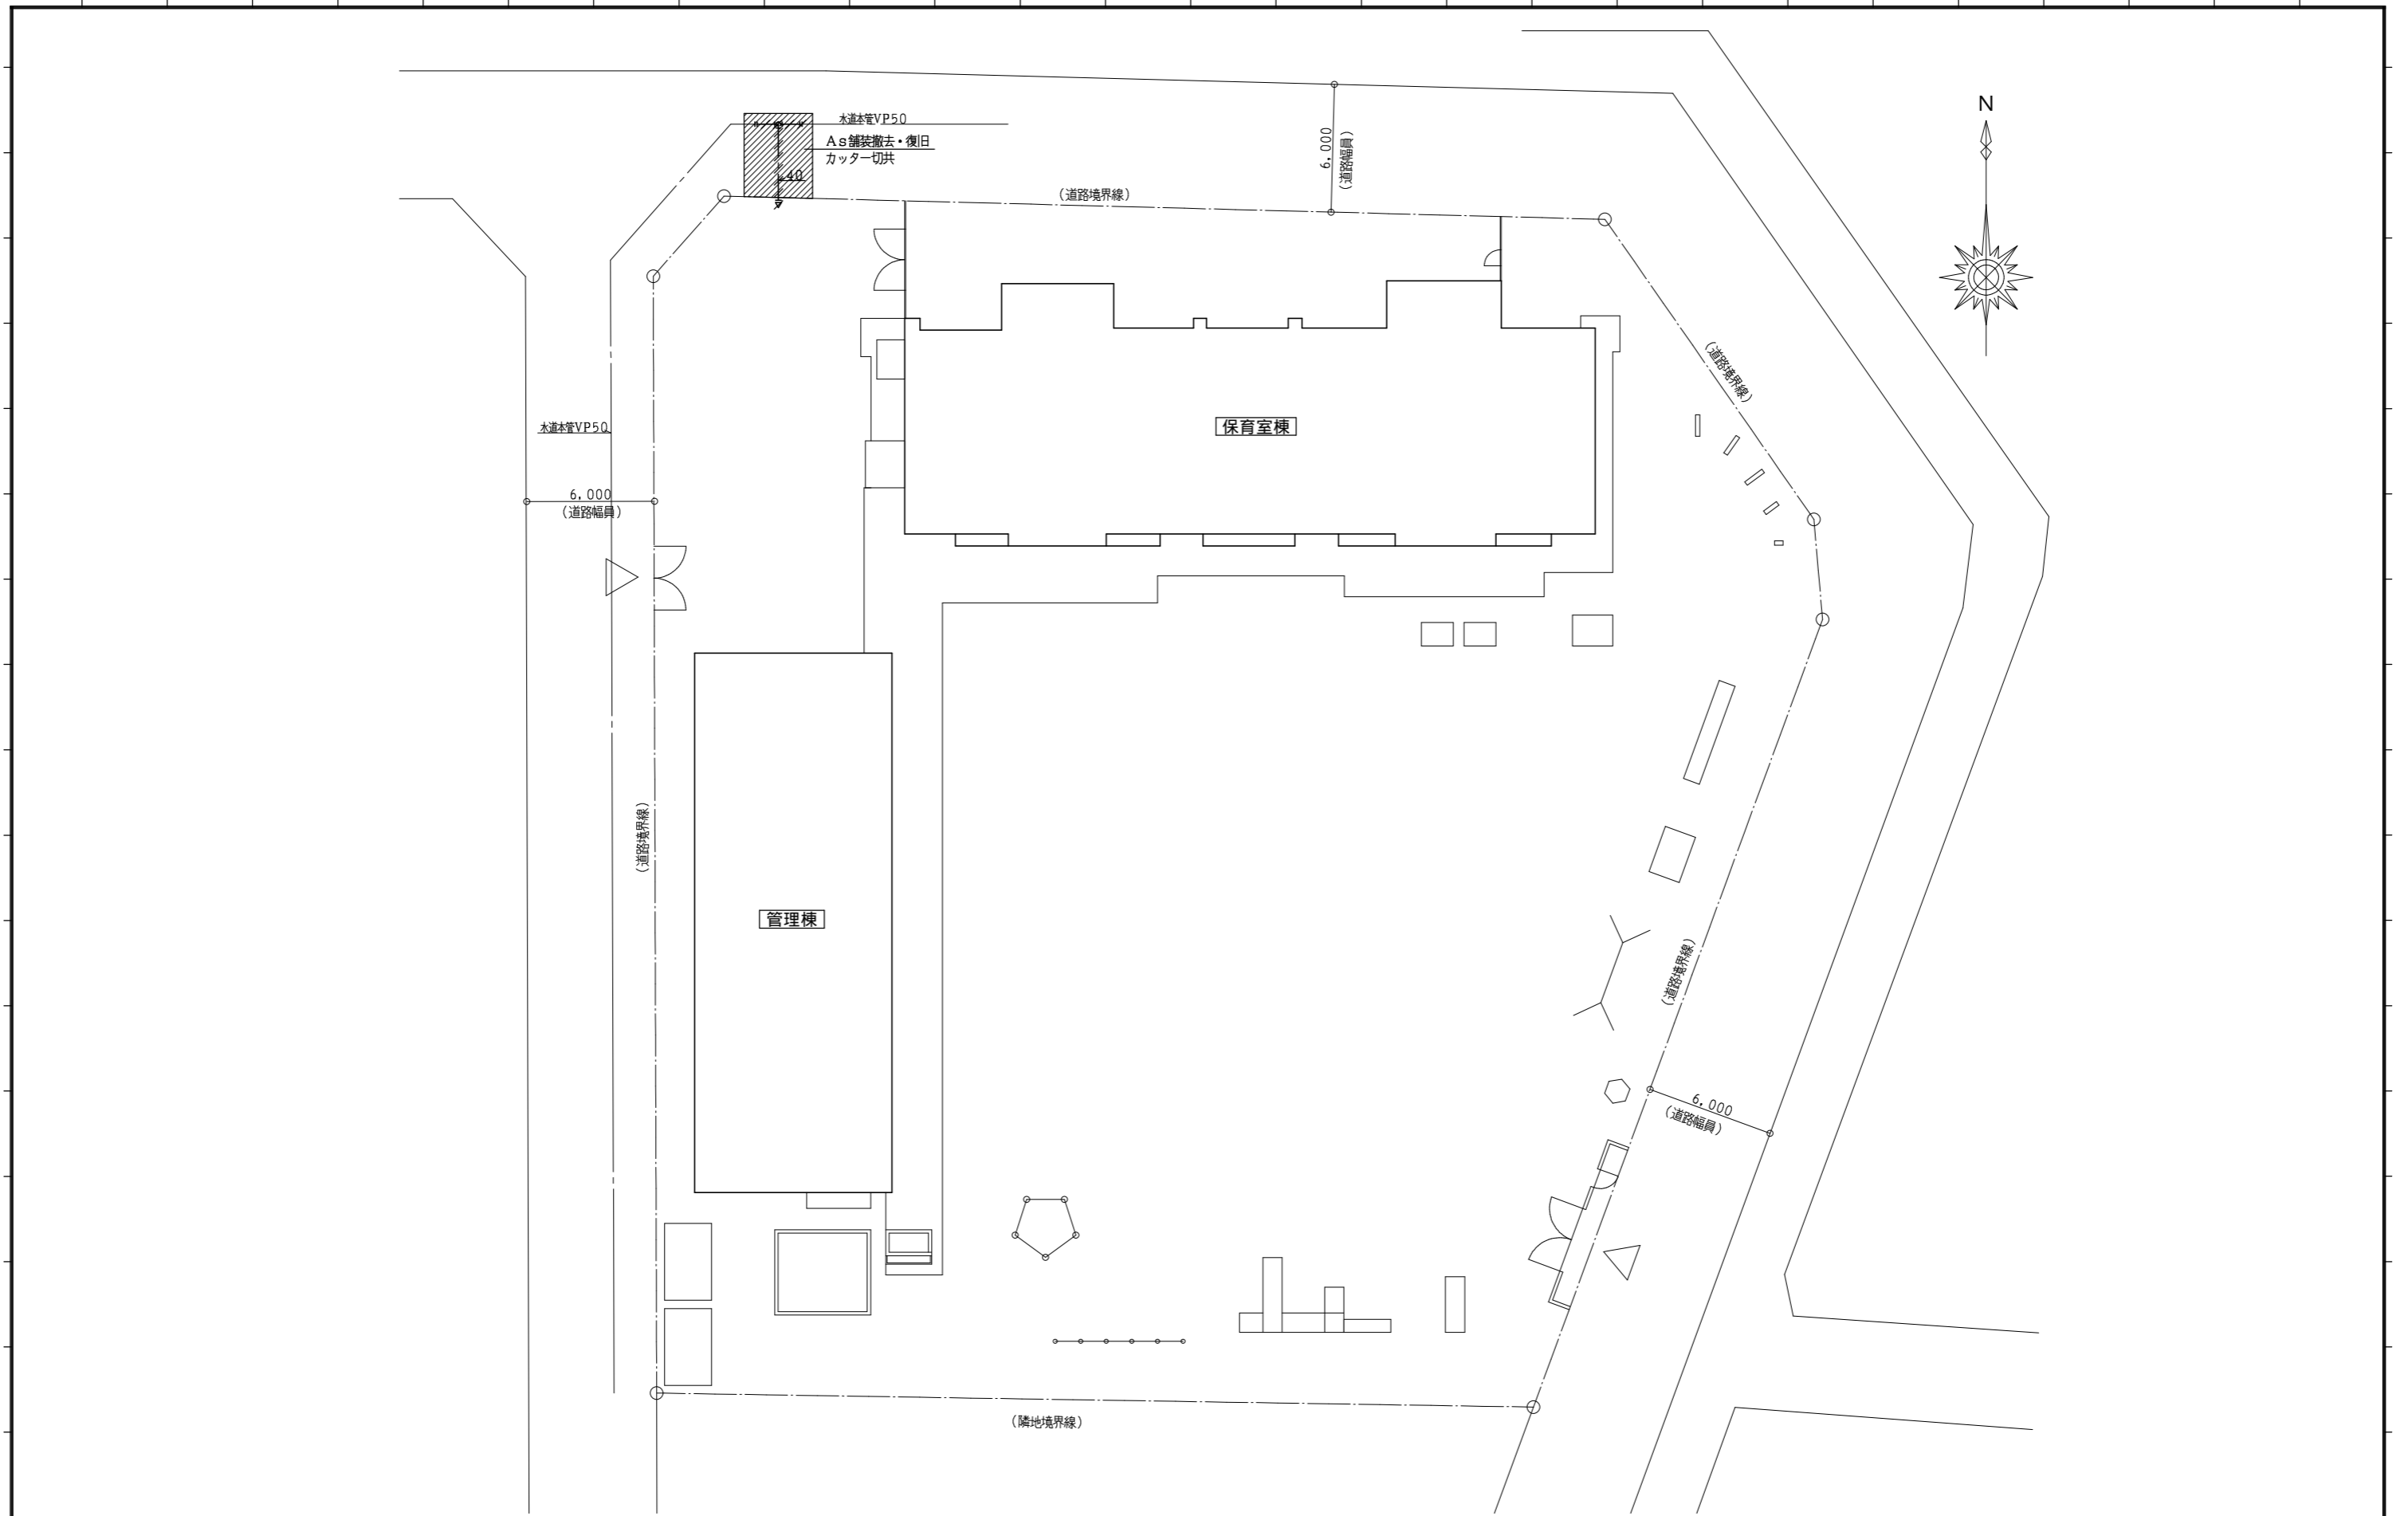 N
水道本管VP50
As舗装撤去・復旧
カッター切共
40
6,000
(道路幅員)
(道路境界線)
(道路境界線)
水道本管VP50
保育室棟
6,000
(道路幅員)
(道路境界線)
管理棟
(道路境界線)
6,000
(道路幅員)
(隣地境界線)